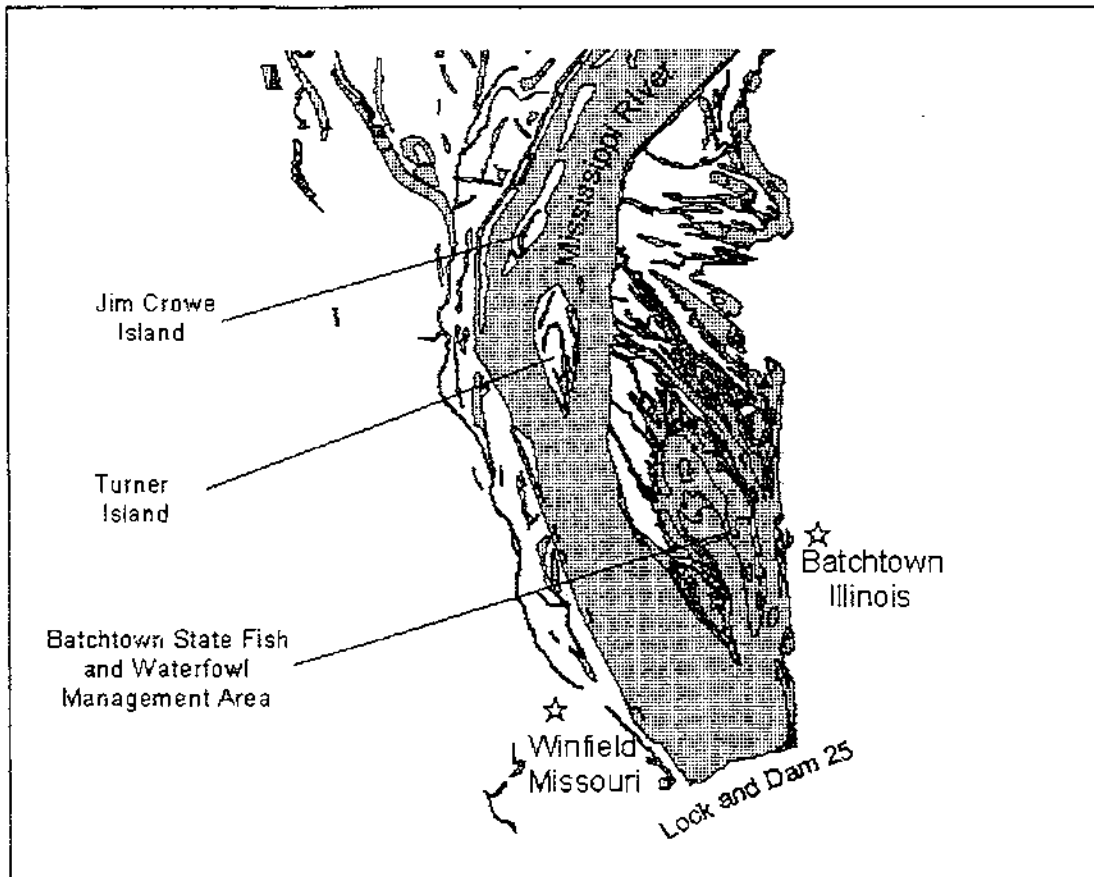 Mississippi River
Jim Crowe
Island
Turner
Island
Batchtown
Illinois
Batchtown State Fish
and Waterfowl
Management Area
Winfield
Missouri
Lock and Dam 25